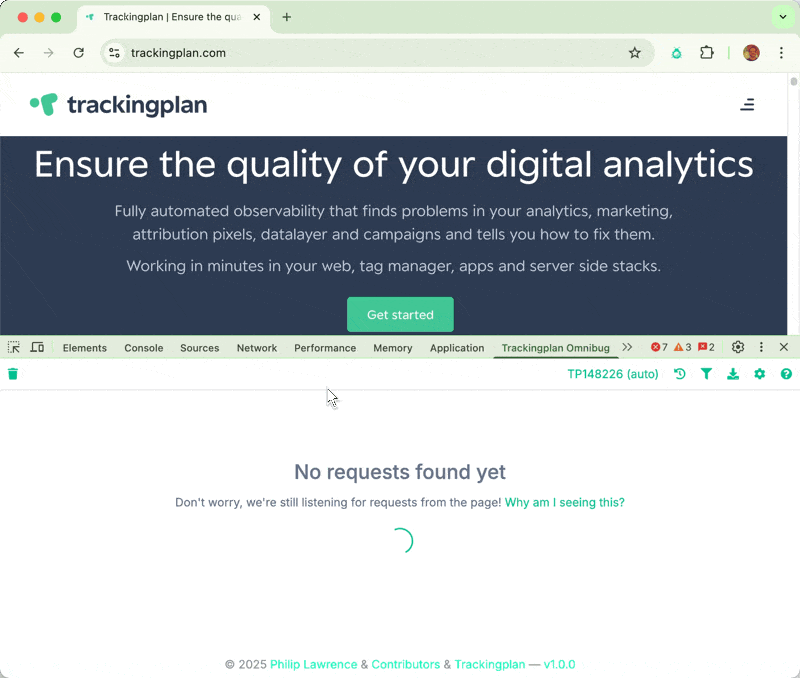 Trackingplan | Ensure the qua
trackingplan.com
trackingplan
Ensure the quality of your digital analytics
Fully automated observability that finds problems in your analytics, marketing,
attribution pixels, datalayer and campaigns and tells you how to fix them.
Working in minutes in your web, tag manager, apps and server side stacks.
Get started
Elements Console Sources Network Performance Memory Application Trackingplan Omnibug 7 3 2
TP148226 (auto)
No requests found yet
Don't worry, we're still listening for requests from the page! Why am I seeing this?
© 2025 Philip Lawrence & Contributors & Trackingplan — v1.0.0